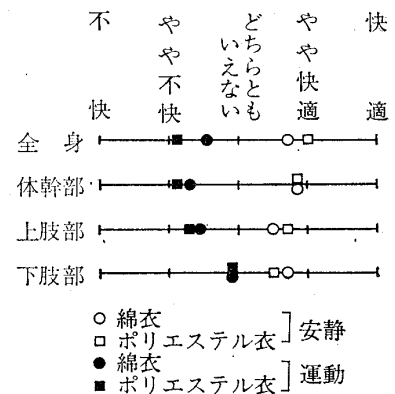 不快
やや不快
どちらともいえない
やや快適
快適
全身
体幹部
上肢部
下肢部
○ 綿衣
□ ポリエステル衣
安静
● 綿衣
■ ポリエステル衣
運動